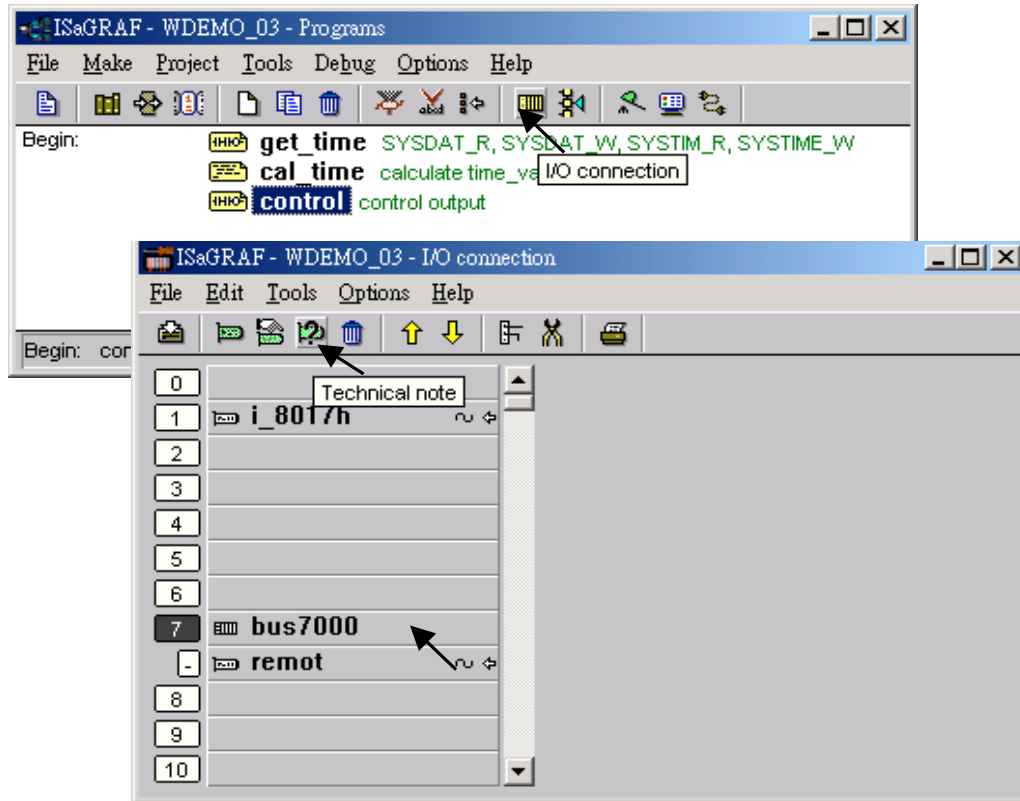 ISaGRAF - WDEMO_03 - Programs
File Make Project Tools Debug Options Help
Begin:
get_time SYSDAT_R, SYSDAT_W, SYSTIM_R, SYSTIME_W
cal_time calculate time_va
I/O connection
control control output
ISaGRAF - WDEMO_03 - I/O connection
File Edit Tools Options Help
Begin: cor
Technical note
0
1 i_8017h
2
3
4
5
6
7 bus7000
- remot
8
9
10